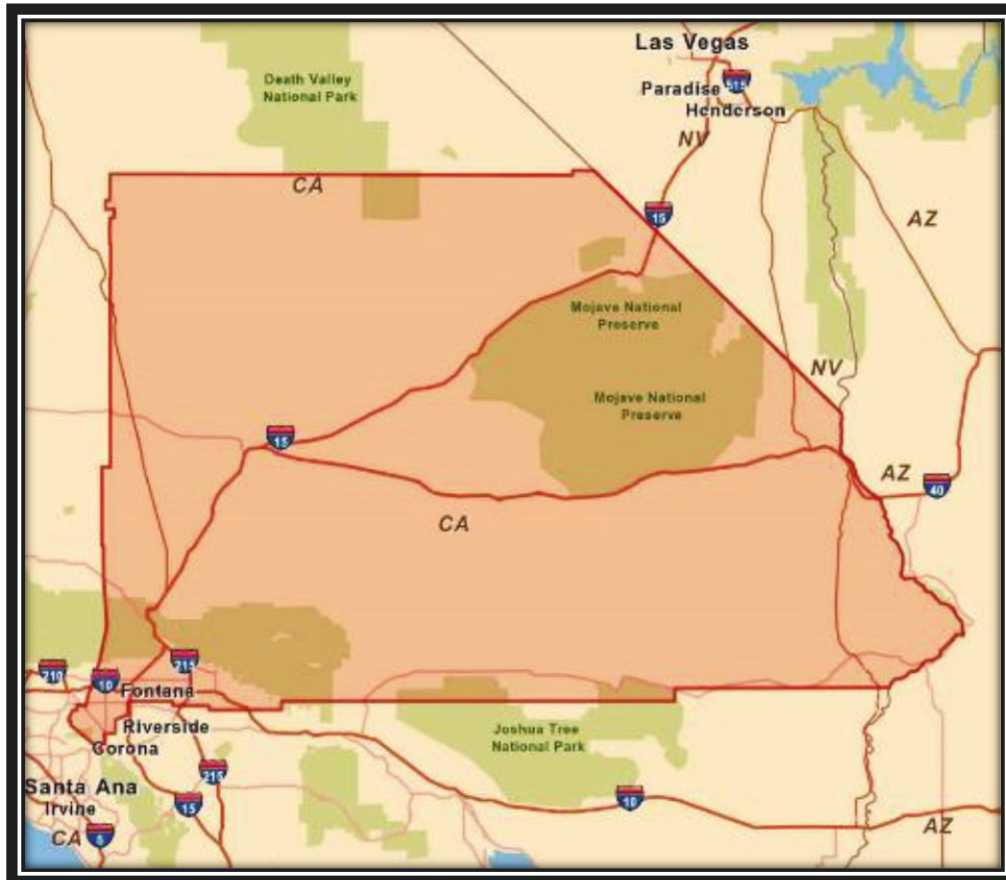 Las Vegas
515
Death Valley
National Park
Paradise
Henderson
NV
CA
15
AZ
Mojave National
Preserve
NV
Mojave National
Preserve
15
AZ
40
CA
215
210
10
Fontana
Riverside
Joshua Tree
National Park
Corona
215
Santa Ana
10
15
Irvine
CA
5
AZ